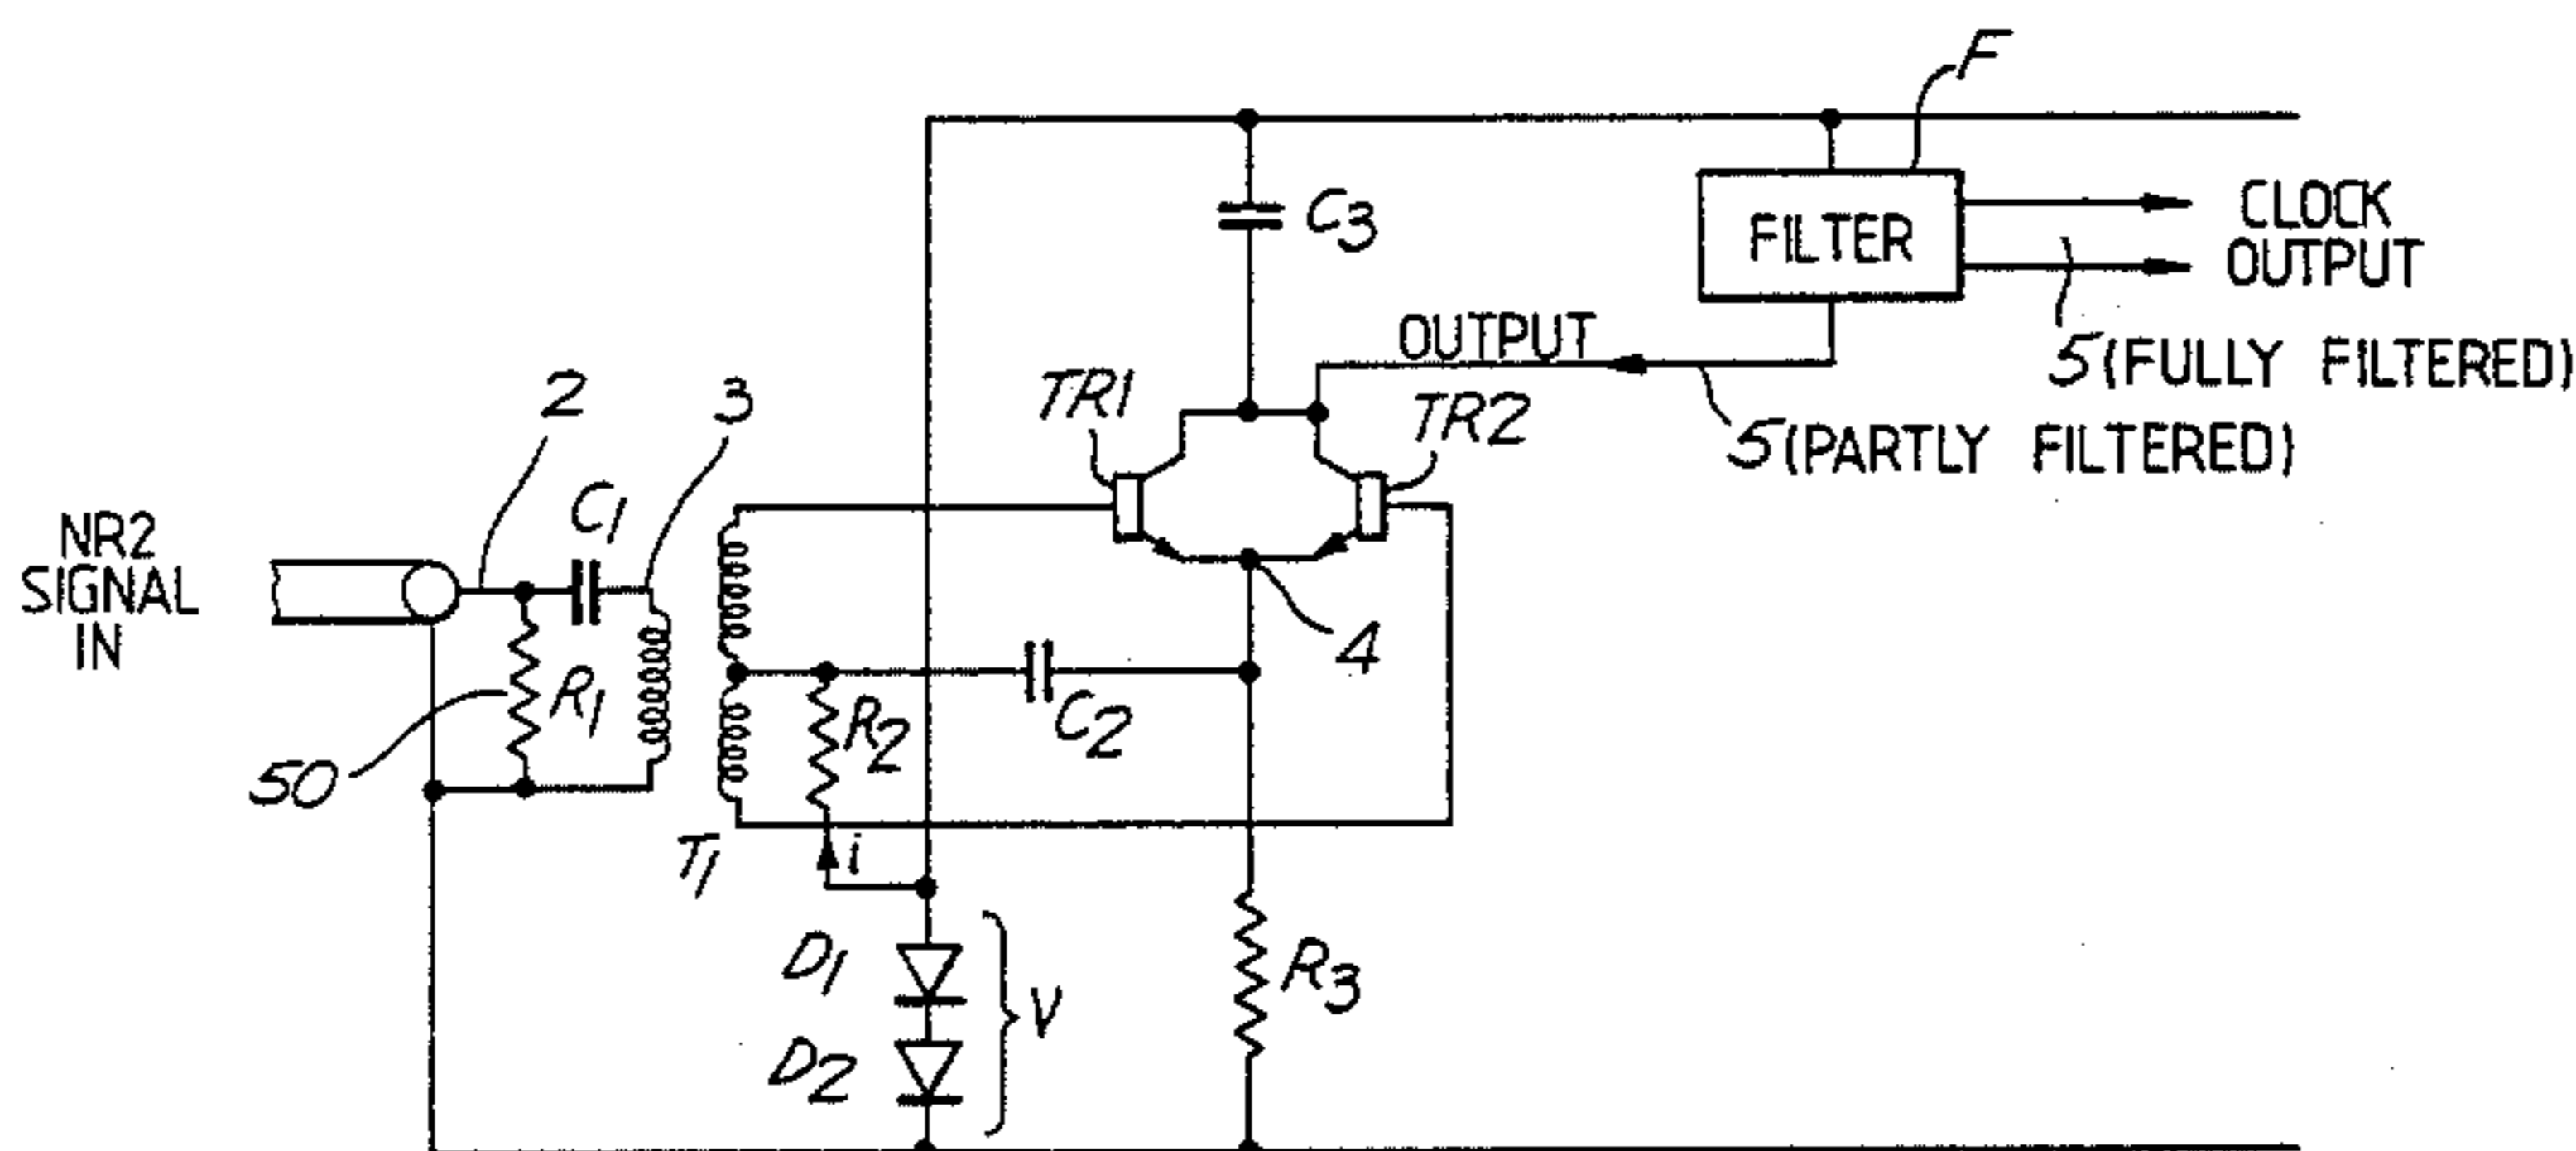 F
CLOCK
OUTPUT
FILTER
C3
OUTPUT
5 (FULLY FILTERED)
5 (PARTLY FILTERED)
TR1
TR2
2
3
C1
NR2
SIGNAL
IN
4
R1
R2
C2
50
T1
i
D1
V
R3
D2